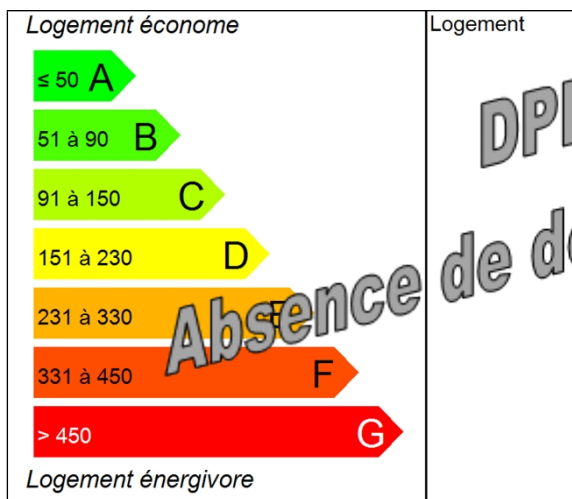 Logement économe
Logement
≤ 50 A
51 à 90 B
91 à 150 C
151 à 230 D
231 à 330 E
331 à 450 F
> 450 G
Logement énergivore
Absence de